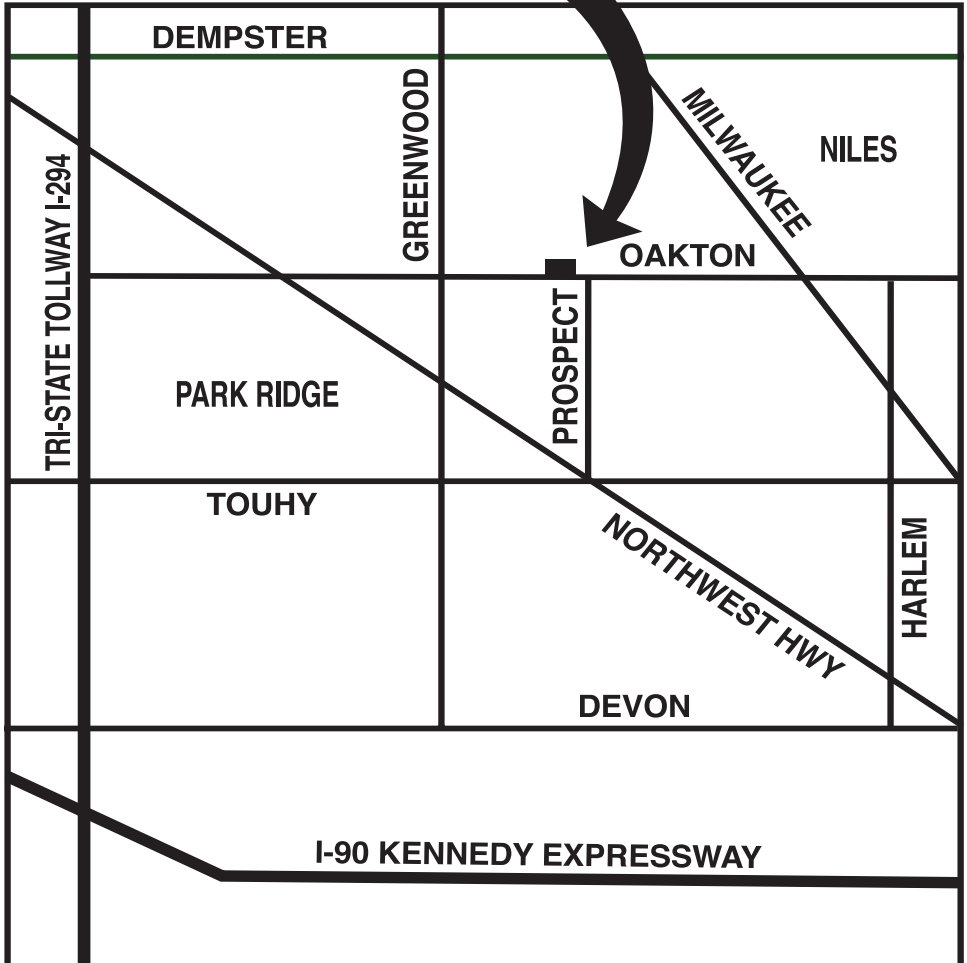 DEMPSTER
GREENWOOD
MILWAUKEE
NILES
TRI-STATE TOLLWAY I-294
OAKTON
PROSPECT
PARK RIDGE
TOUHY
NORTHWEST HWY
HARLEM
DEVON
I-90 KENNEDY EXPRESSWAY